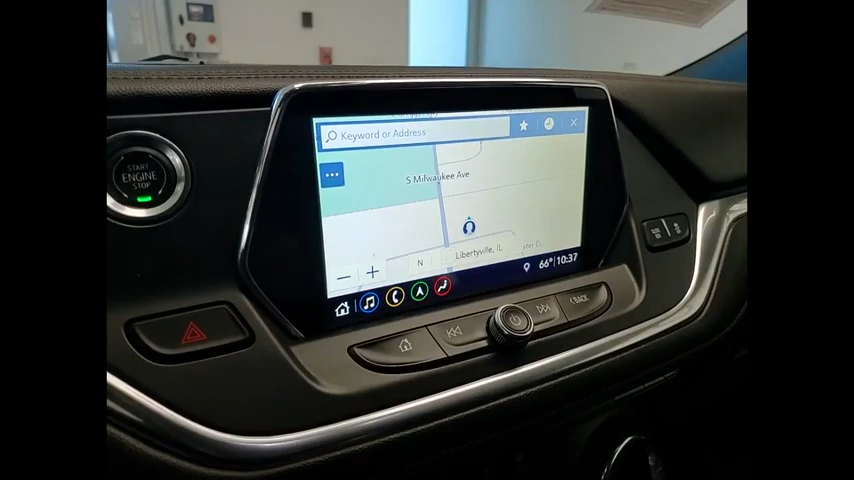 Keyword or Address
START
ENGINE
STOP
S Milwaukee Ave
N
Libertyville, IL
66° 10:37
BACK